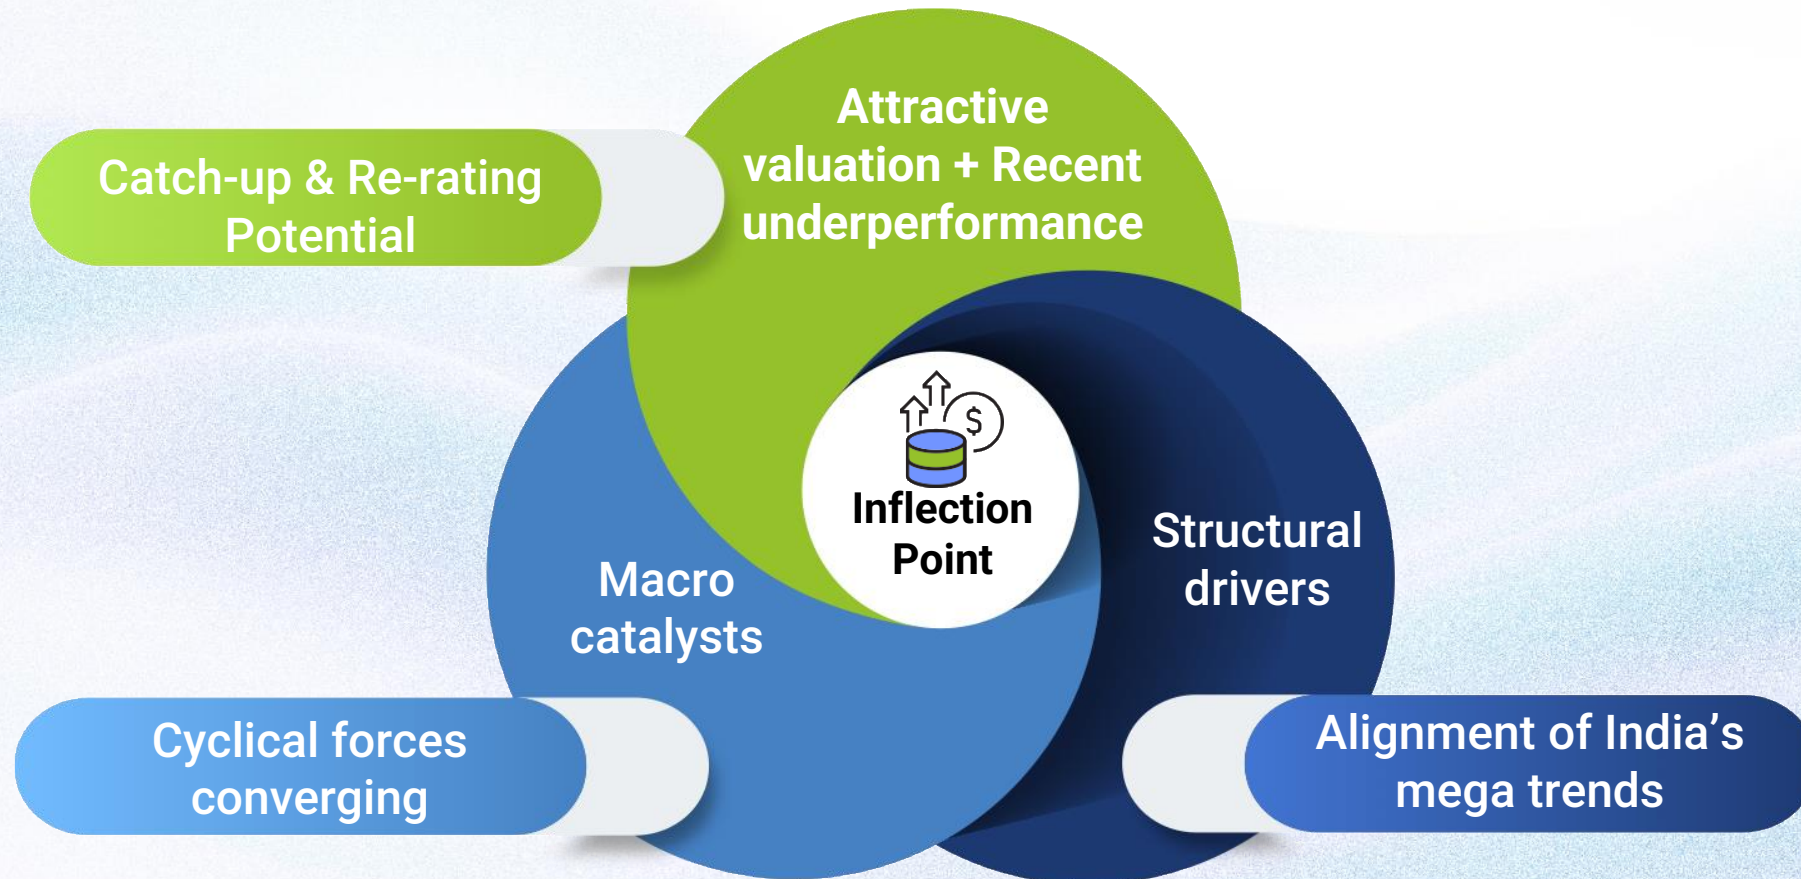 Attractive
valuation + Recent
underperformance
Catch-up & Re-rating
Potential
$
Inflection
Point
Macro
catalysts
Structural
drivers
Cyclical forces
converging
Alignment of India’s
mega trends